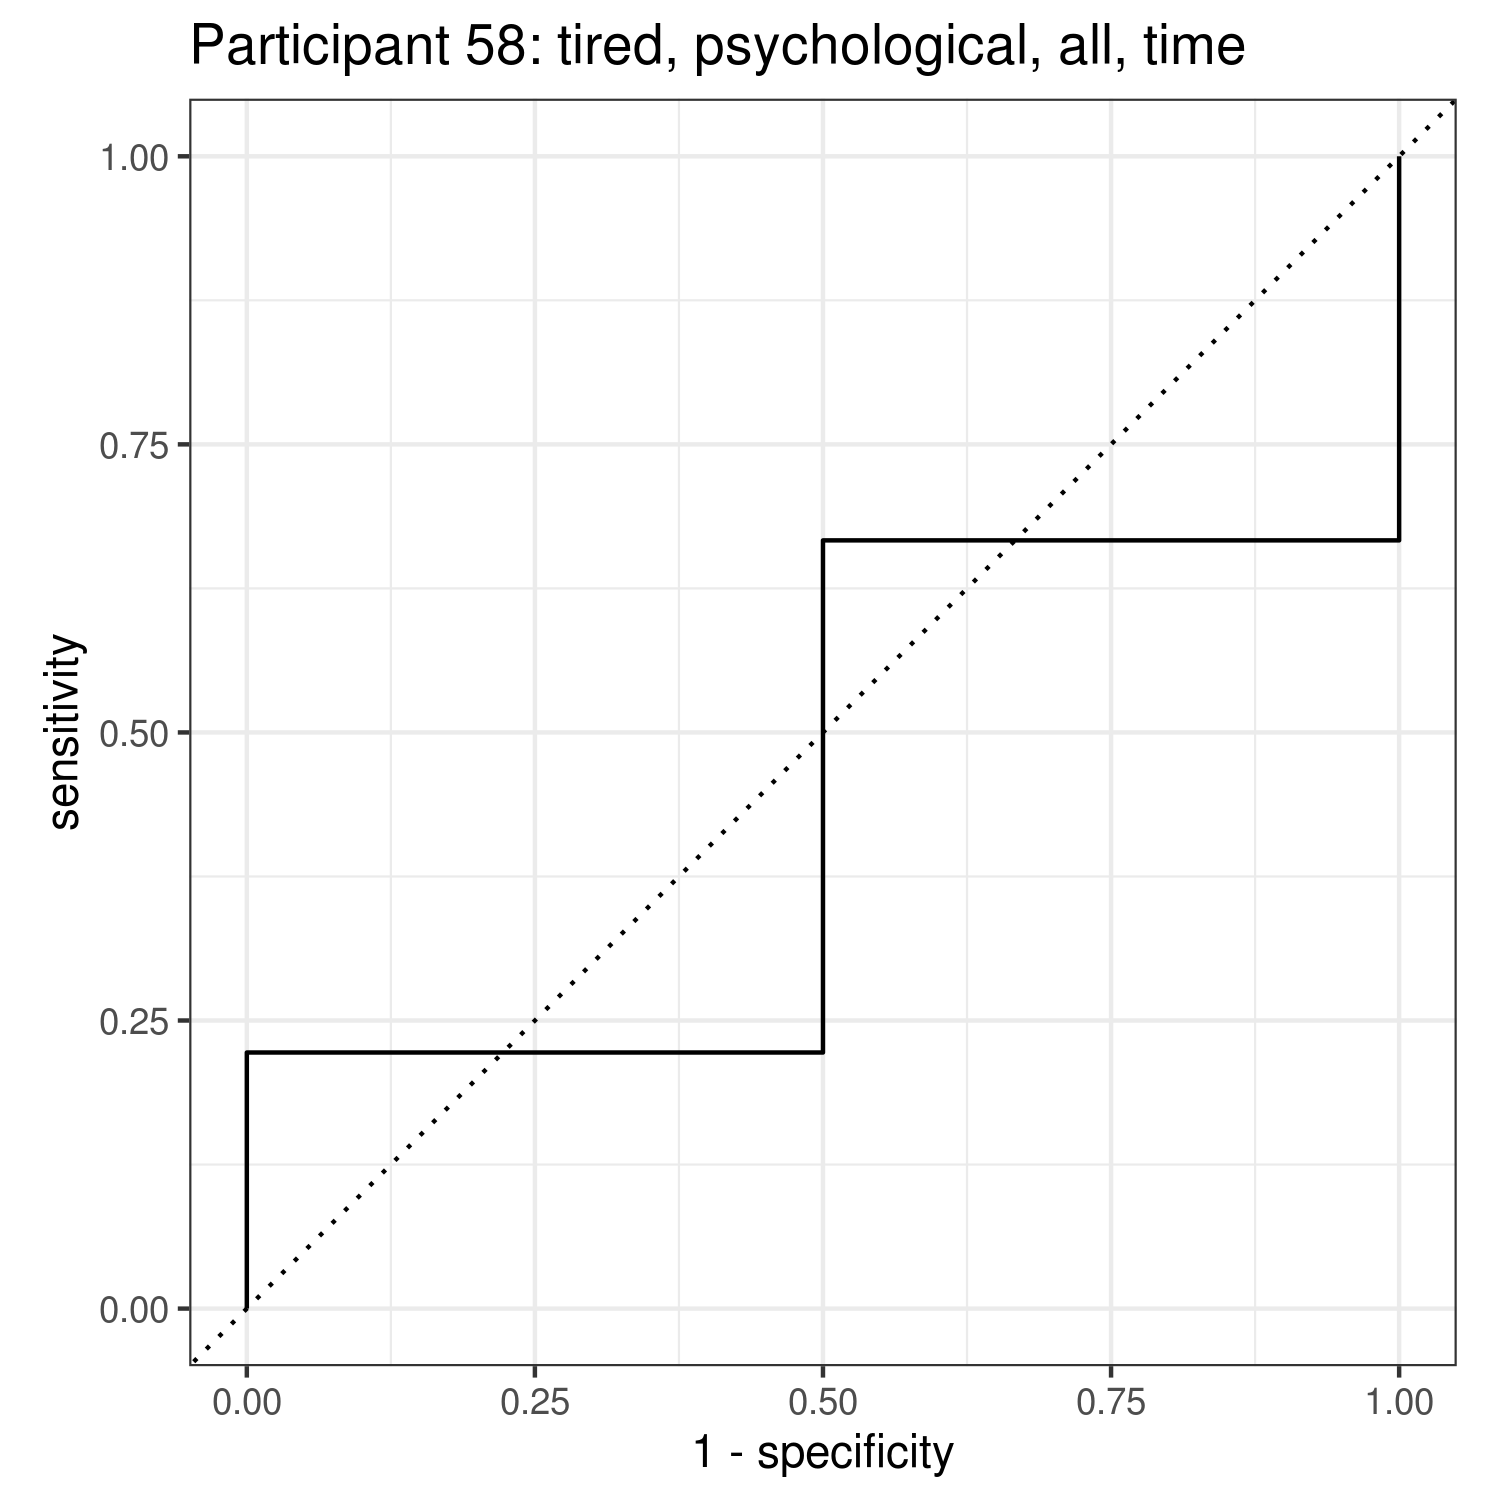 Participant 58: tired, psychological, all, time
1.00
0.75
0.50
0.25
0.00
sensitivity
0.00 0.25 0.50 0.75 1.00
1 - specificity